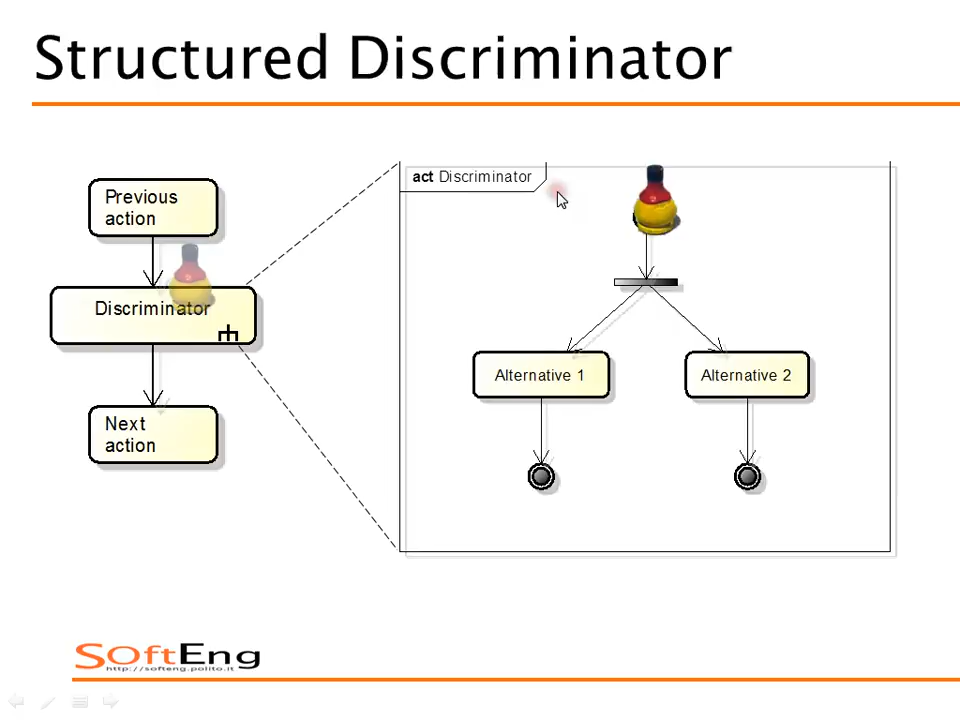 Structured Discriminator
Previous
action
Discriminator
Next
action
act Discriminator
Alternative 1
Alternative 2
SoftEng
http://softeng.polito.it